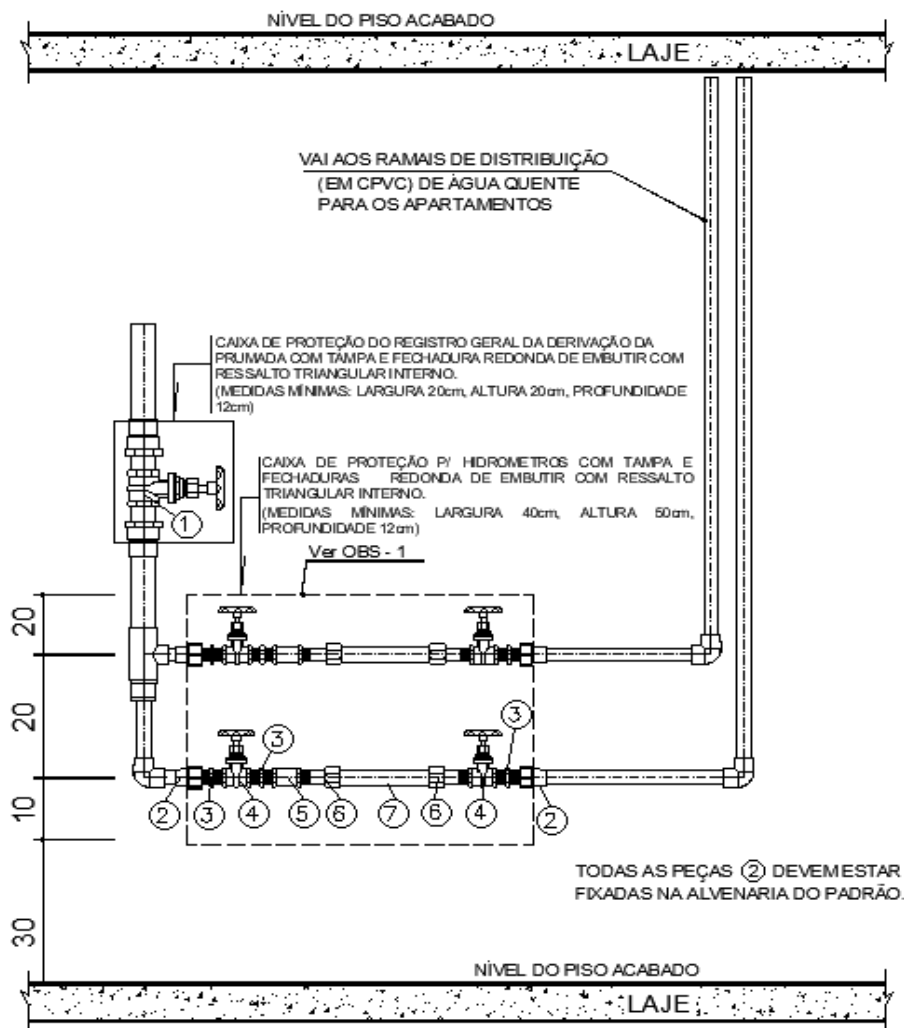 NÍVEL DO PISO ACABADO
LAJE
VAI AOS RAMAIS DE DISTRIBUIÇÃO
(EM CPVC) DE ÁGUA QUENTE
PARA OS APARTAMENTOS
CAIXA DE PROTEÇÃO DO REGISTRO GERAL DA DERIVAÇÃO DA
PRUMADA COM TAMPA E FECHADURA REDONDA DE EMBUTIR COM
RESSALTO TRIANGULAR INTERNO.
(MEDIDAS MÍNIMAS: LARGURA 20cm, ALTURA 20cm, PROFUNDIDADE
12cm)
CAIXA DE PROTEÇÃO P/ HIDROMETROS COM TAMPA E
FECHADURAS REDONDA DE EMBUTIR COM RESSALTO
TRIANGULAR INTERNO.
(MEDIDAS MÍNIMAS: LARGURA 40cm, ALTURA 50cm,
PROFUNDIDADE 12cm)
1
Ver OBS - 1
20
20
3
3
2
3
4
5
6
7
6
4
2
10
TODAS AS PEÇAS 2 DEVEM ESTAR
FIXADAS NA ALVENARIA DO PADRÃO.
30
NÍVEL DO PISO ACABADO
LAJE